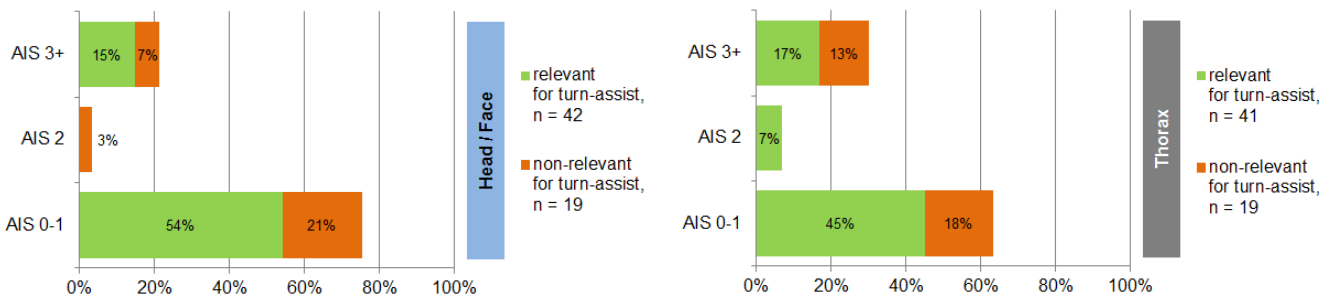 AIS 3+
15%
7%
AIS 2
3%
AIS 0-1
54%
21%
0%
20%
40%
60%
80%
100%
Head / Face
relevant
for turn-assist,
n = 42
non-relevant
for turn-assist,
n = 19
AIS 3+
17%
13%
AIS 2
7%
AIS 0-1
45%
18%
0%
20%
40%
60%
80%
100%
Thorax
relevant
for turn-assist,
n = 41
non-relevant
for turn-assist,
n = 19